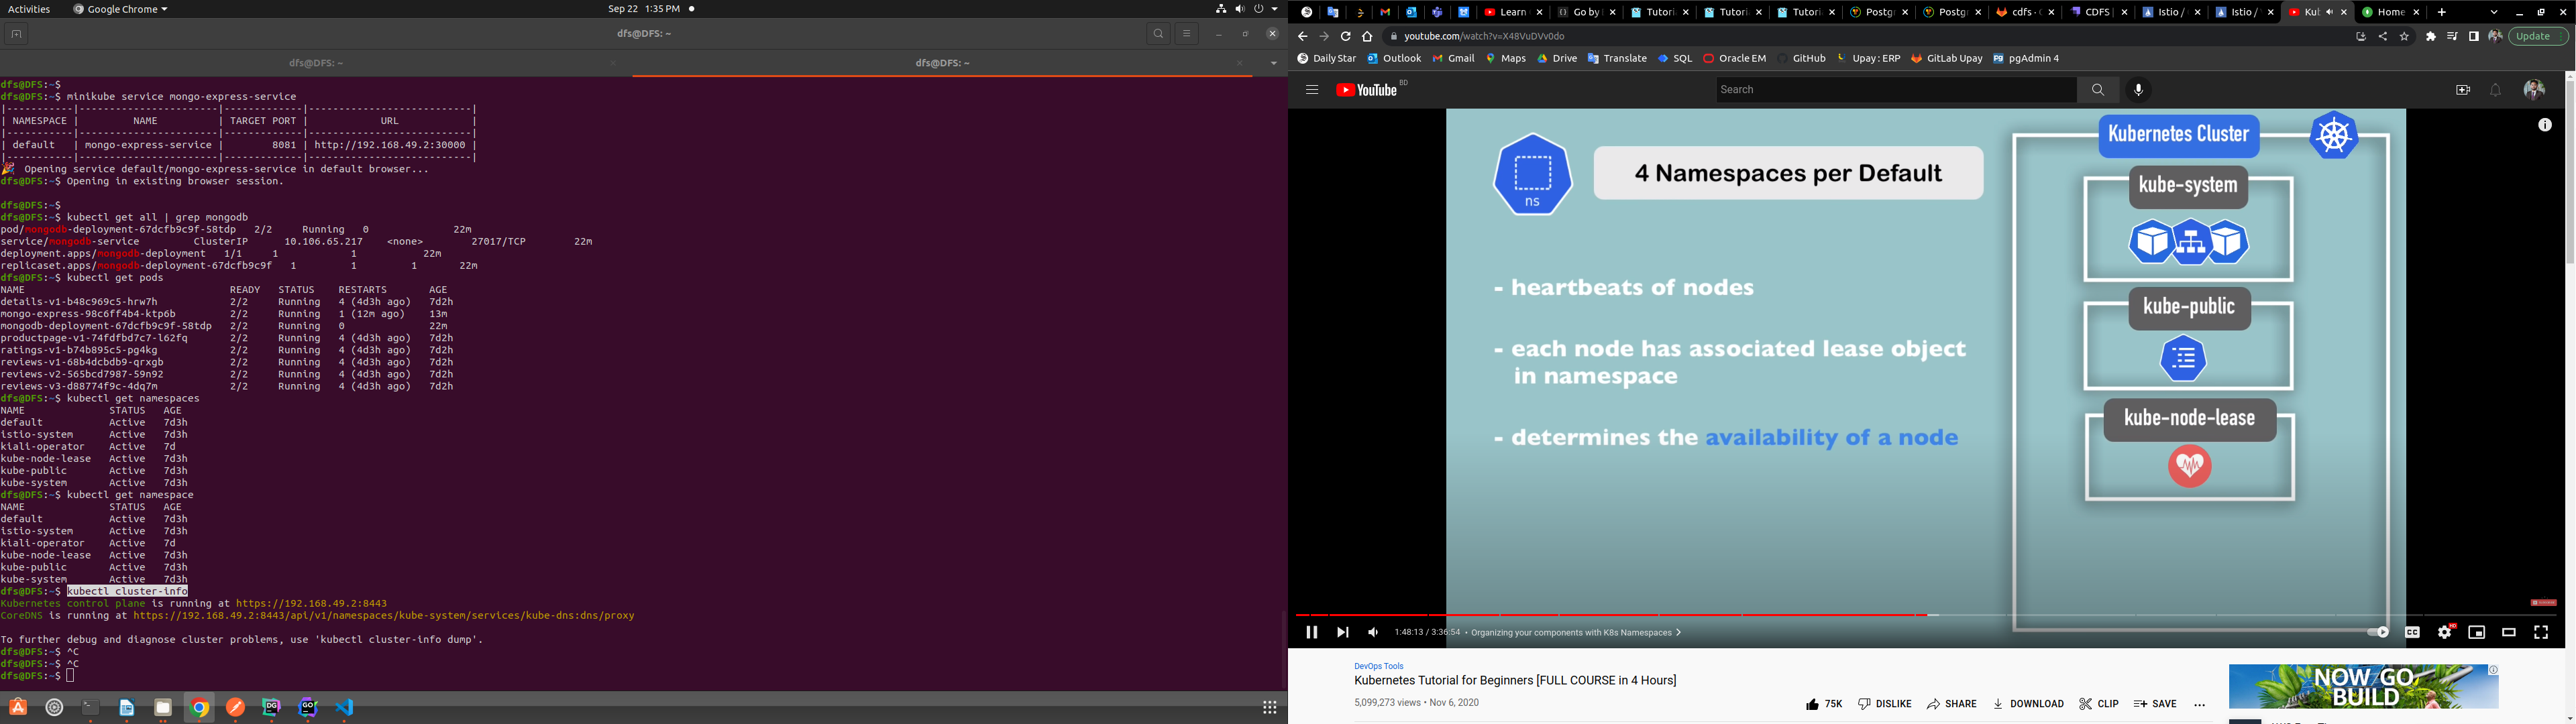 Activities Google Chrome Sep 22 1:35 PM
dfs@DFS: ~
dfs@DFS: ~ dfs@DFS: ~
dfs@DFS:~$
dfs@DFS:~$ minikube service mongo-express-service
|-----------|-----------------------|-------------|---------------------------|
| NAMESPACE | NAME | TARGET PORT | URL |
|-----------|-----------------------|-------------|---------------------------|
| default | mongo-express-service | 8081 | http://192.168.49.2:30000 |
|-----------|-----------------------|-------------|---------------------------|
🎉 Opening service default/mongo-express-service in default browser...
dfs@DFS:~$ Opening in existing browser session.
dfs@DFS:~$
dfs@DFS:~$ kubectl get all | grep mongodb
pod/mongodb-deployment-67dcfb9c9f-58tdp 2/2 Running 0 22m
service/mongodb-service ClusterIP 10.106.65.217 <none> 27017/TCP 22m
deployment.apps/mongodb-deployment 1/1 1 1 22m
replicaset.apps/mongodb-deployment-67dcfb9c9f 1 1 1 22m
dfs@DFS:~$ kubectl get pods
NAME READY STATUS RESTARTS AGE
details-v1-b48c969c5-hrw7h 2/2 Running 4 (4d3h ago) 7d2h
mongo-express-98c6ff4b4-ktp6b 2/2 Running 1 (12m ago) 13m
mongodb-deployment-67dcfb9c9f-58tdp 2/2 Running 0 22m
productpage-v1-74fdfbd7c7-l62fq 2/2 Running 4 (4d3h ago) 7d2h
ratings-v1-b74b895c5-pg4kg 2/2 Running 4 (4d3h ago) 7d2h
reviews-v1-68b4dcbdb9-qrxgb 2/2 Running 4 (4d3h ago) 7d2h
reviews-v2-565bcd7987-59n92 2/2 Running 4 (4d3h ago) 7d2h
reviews-v3-d88774f9c-4dq7m 2/2 Running 4 (4d3h ago) 7d2h
dfs@DFS:~$ kubectl get namespaces
NAME STATUS AGE
default Active 7d3h
istio-system Active 7d3h
kiali-operator Active 7d
kube-node-lease Active 7d3h
kube-public Active 7d3h
kube-system Active 7d3h
dfs@DFS:~$ kubectl get namespace
NAME STATUS AGE
default Active 7d3h
istio-system Active 7d3h
kiali-operator Active 7d
kube-node-lease Active 7d3h
kube-public Active 7d3h
kube-system Active 7d3h
dfs@DFS:~$ kubectl cluster-info
Kubernetes control plane is running at https://192.168.49.2:8443
CoreDNS is running at https://192.168.49.2:8443/api/v1/namespaces/kube-system/services/kube-dns:dns/proxy
To further debug and diagnose cluster problems, use 'kubectl cluster-info dump'.
dfs@DFS:~$ ^C
dfs@DFS:~$ ^C
dfs@DFS:~$
Learn Go by Tutori Tutori Tutori Postg Postg cdfs · CDFS Istio / Istio / Kub Home
youtube.com/watch?v=X48VuDVv0do Update
Daily Star Outlook Gmail Maps Drive Translate SQL Oracle EM GitHub Upay : ERP GitLab Upay pgAdmin 4
YouTube BD Search
4 Namespaces per Default
ns
- heartbeats of nodes
- each node has associated lease object
in namespace
- determines the availability of a node
Kubernetes Cluster
kube-system
kube-public
kube-node-lease
1:48:13 / 3:36:54 • Organizing your components with K8s Namespaces
CC HD
DevOps Tools
Kubernetes Tutorial for Beginners [FULL COURSE in 4 Hours]
5,099,273 views • Nov 6, 2020
75K DISLIKE SHARE DOWNLOAD CLIP SAVE
NOW GO
BUILD